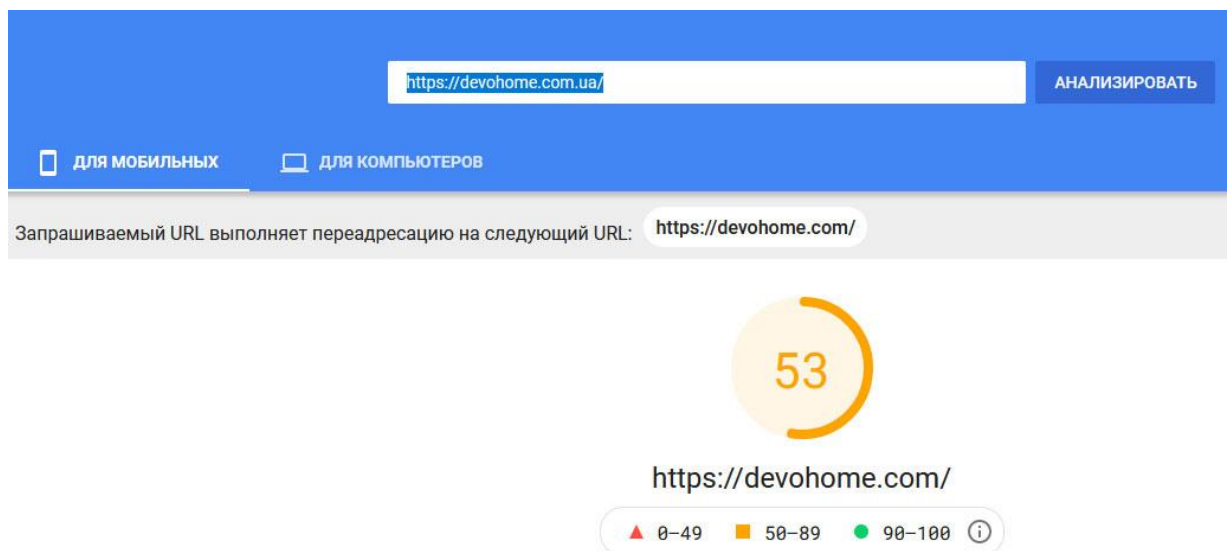 https://devohome.com.ua/
АНАЛИЗИРОВАТЬ
ДЛЯ МОБИЛЬНЫХ
ДЛЯ КОМПЬЮТЕРОВ
Запрашиваемый URL выполняет переадресацию на следующий URL: https://devohome.com/
53
https://devohome.com/
0–49 50–89 90–100